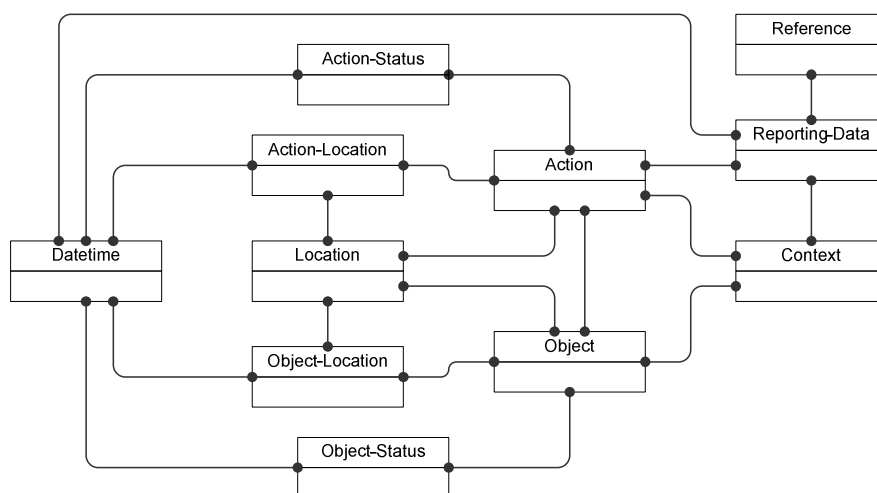 Reference
Action-Status
Reporting-Data
Action-Location
Action
Datetime
Location
Context
Object
Object-Location
Object-Status